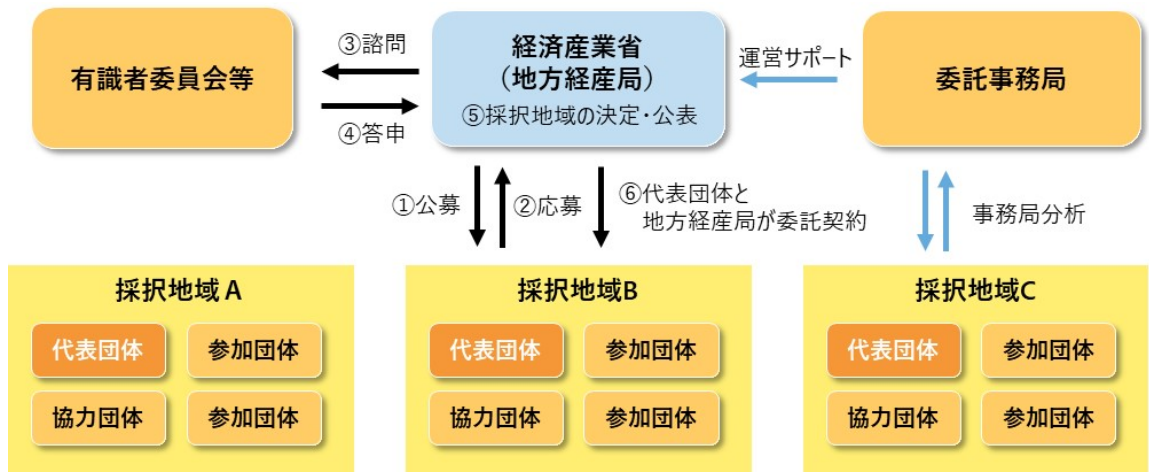 有識者委員会等
③諮問
④答申
経済産業省
(地方経産局)
⑤採択地域の決定・公表
運営サポート
委託事務局
①公募
②応募
⑥代表団体と
地方経産局が委託契約
事務局分析
採択地域A
代表団体
参加団体
協力団体
参加団体
採択地域B
代表団体
参加団体
協力団体
参加団体
採択地域C
代表団体
参加団体
協力団体
参加団体